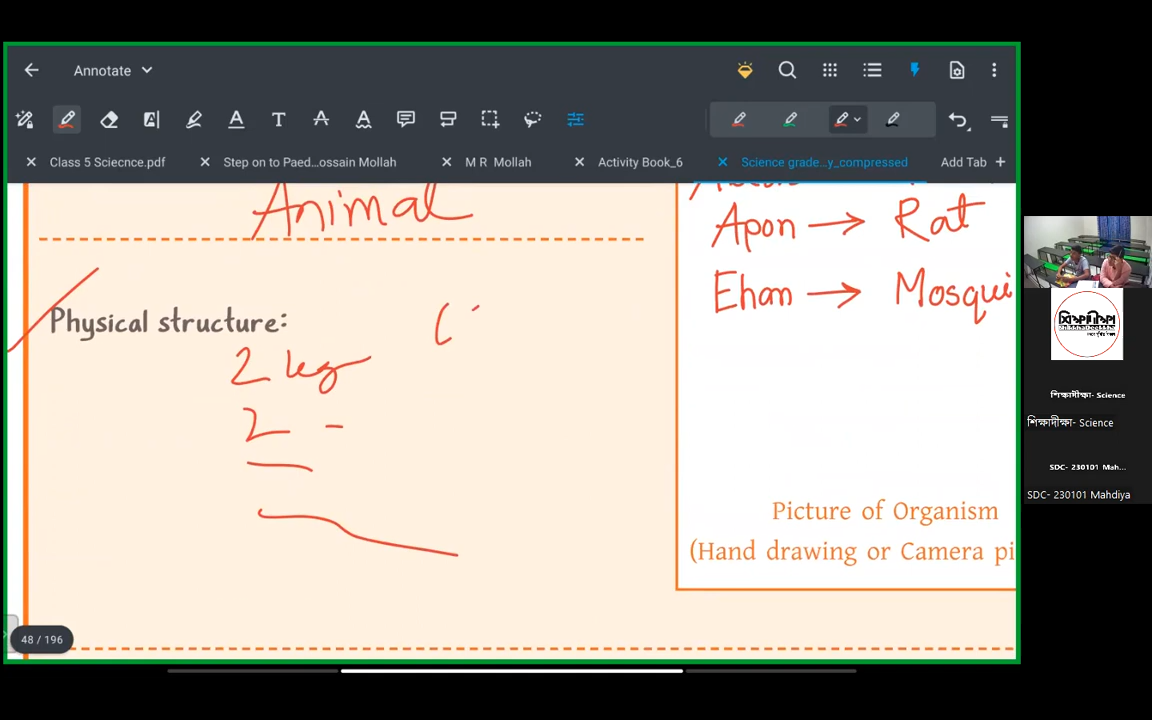 Annotate
Class 5 Sciecnce.pdf
Step on to Paed...ossain Mollah
M R Mollah
Activity Book_6
Science grade...y_compressed
Add Tab
Animal
Apon → Rat
Ehan → Mosqui
Physical structure:
2 leg
2 -
Picture of Organism
(Hand drawing or Camera pi
48 / 196
শিক্ষাদীক্ষা
শিক্ষাদীক্ষা- Science
শিক্ষাদীক্ষা- Science
SDC- 230101 Mah...
SDC- 230101 Mahdiya